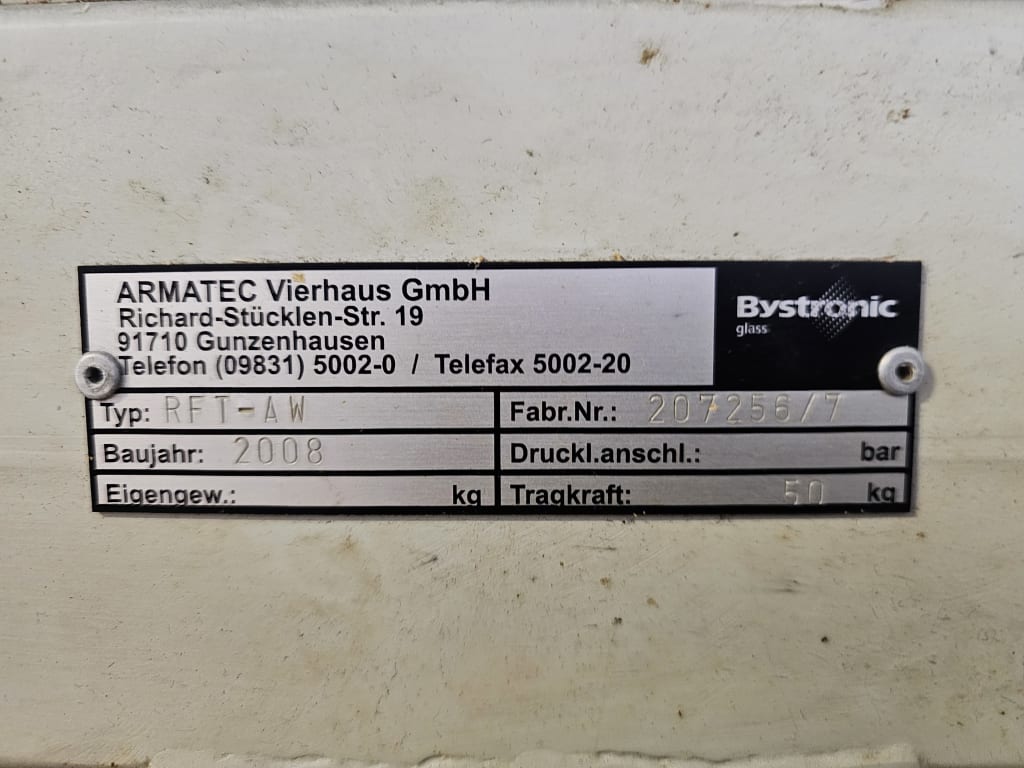 ARMATEC Vierhaus GmbH
Richard-Stücklen-Str. 19
91710 Gunzenhausen
Telefon (09831) 5002-0 / Telefax 5002-20
Bystronic
glass
Typ: RFT-AW
Fabr.Nr.: 207256/7
Baujahr: 2008
Druckl.anschl.: bar
Eigengew.: kg
Tragkraft: 50 kg